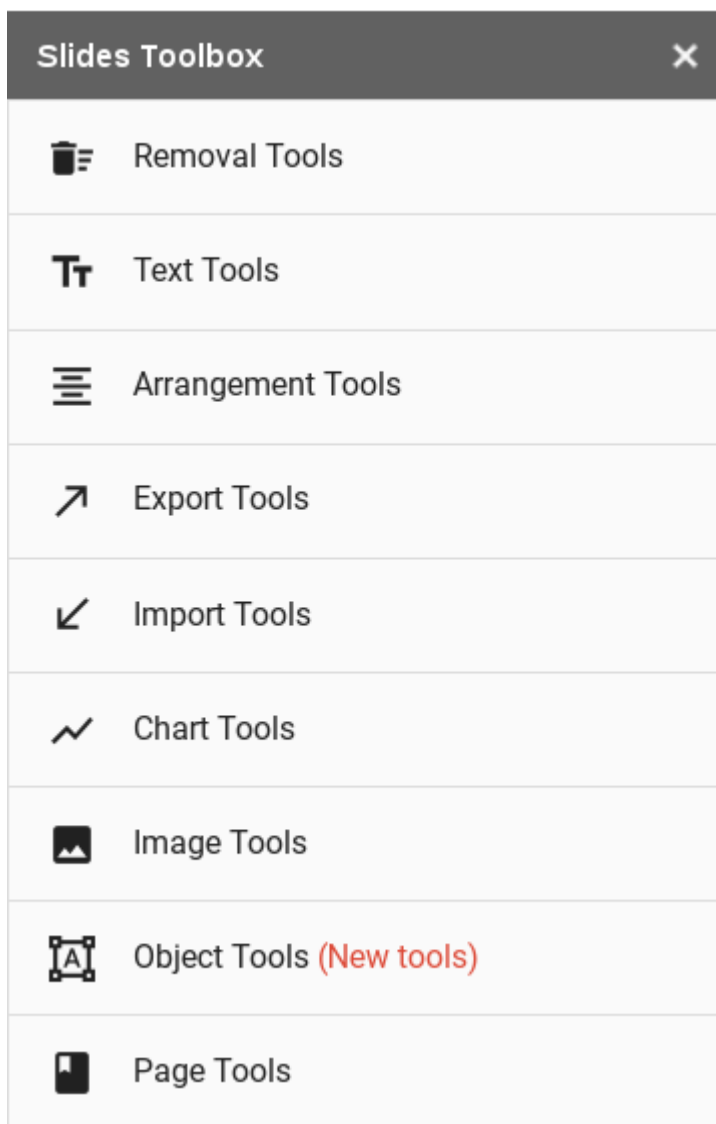 Slides Toolbox
Removal Tools
Text Tools
Arrangement Tools
Export Tools
Import Tools
Chart Tools
Image Tools
Object Tools (New tools)
Page Tools